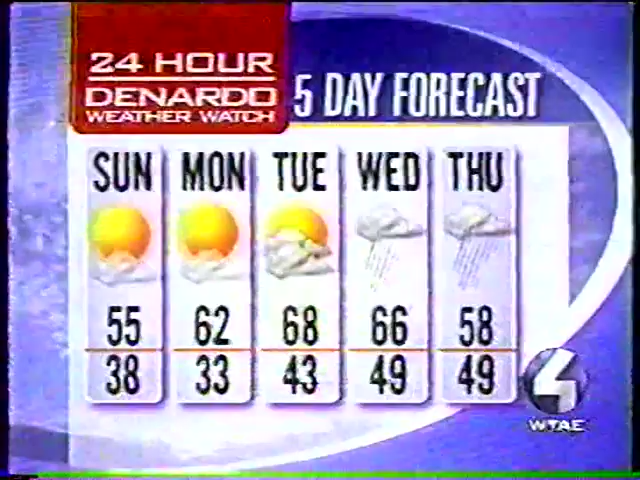 24 HOUR
DENARDO
WEATHER WATCH
5 DAY FORECAST
SUN MON TUE WED THU
55 62 68 66 58
38 33 43 49 49
4
WTAE